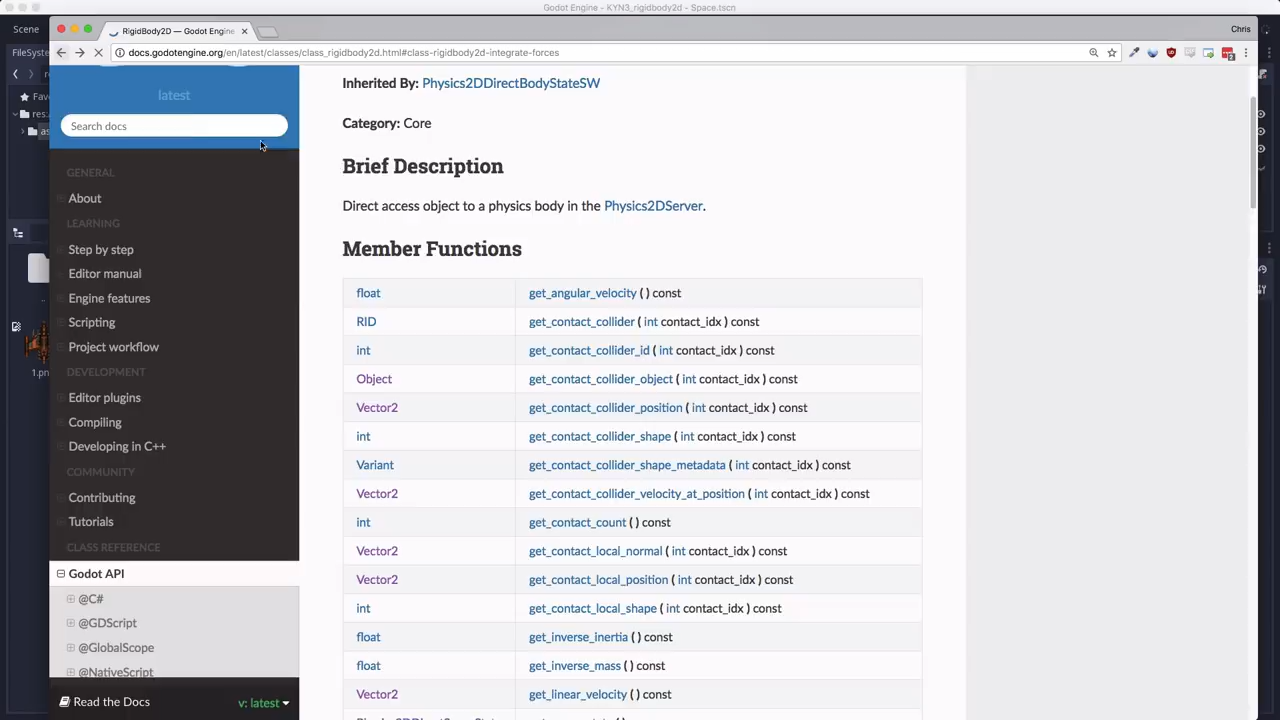 Godot Engine - KYN3_rigidbody2d - Space.tscn
Scene
RigidBody2D — Godot Engine
Chris
FileSyste
docs.godotengine.org/en/latest/classes/class_rigidbody2d.html#class-rigidbody2d-integrate-forces
latest
Search docs
Fav
res:
as
1.pn
GENERAL
About
LEARNING
Step by step
Editor manual
Engine features
Scripting
Project workflow
DEVELOPMENT
Editor plugins
Compiling
Developing in C++
COMMUNITY
Contributing
Tutorials
CLASS REFERENCE
Godot API
@C#
@GDScript
@GlobalScope
@NativeScript
Read the Docs
v: latest
Inherited By: Physics2DDirectBodyStateSW
Category: Core
Brief Description
Direct access object to a physics body in the Physics2DServer.
Member Functions
float get_angular_velocity ( ) const
RID get_contact_collider ( int contact_idx ) const
int get_contact_collider_id ( int contact_idx ) const
Object get_contact_collider_object ( int contact_idx ) const
Vector2 get_contact_collider_position ( int contact_idx ) const
int get_contact_collider_shape ( int contact_idx ) const
Variant get_contact_collider_shape_metadata ( int contact_idx ) const
Vector2 get_contact_collider_velocity_at_position ( int contact_idx ) const
int get_contact_count ( ) const
Vector2 get_contact_local_normal ( int contact_idx ) const
Vector2 get_contact_local_position ( int contact_idx ) const
int get_contact_local_shape ( int contact_idx ) const
float get_inverse_inertia ( ) const
float get_inverse_mass ( ) const
Vector2 get_linear_velocity ( ) const